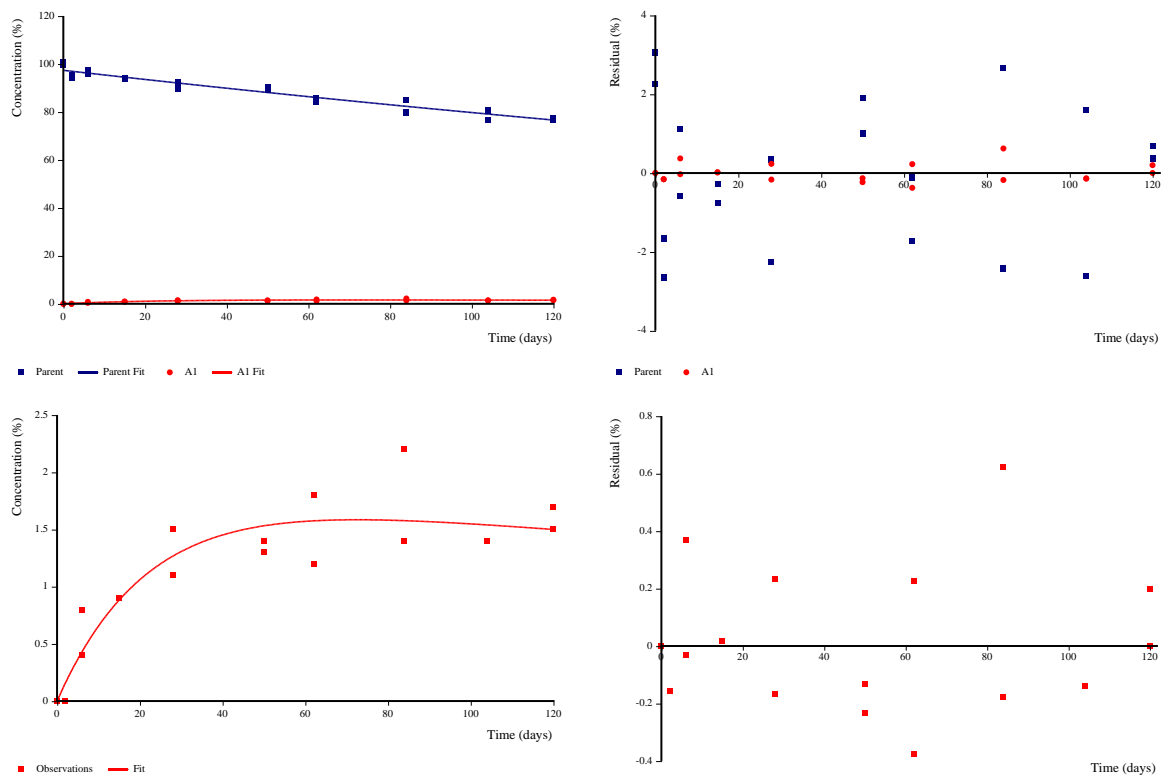 Concentration (%)
120
100
80
60
40
20
0
0 20 40 60 80 100 120
Time (days)
Parent Parent Fit A1 A1 Fit
Residual (%)
4
2
0
-2
-4
0 20 40 60 80 100 120
Time (days)
Parent A1
Concentration (%)
2.5
2
1.5
1
0.5
0
0 20 40 60 80 100 120
Time (days)
Observations Fit
Residual (%)
0.8
0.6
0.4
0.2
0
-0.2
-0.4
0 20 40 60 80 100 120
Time (days)